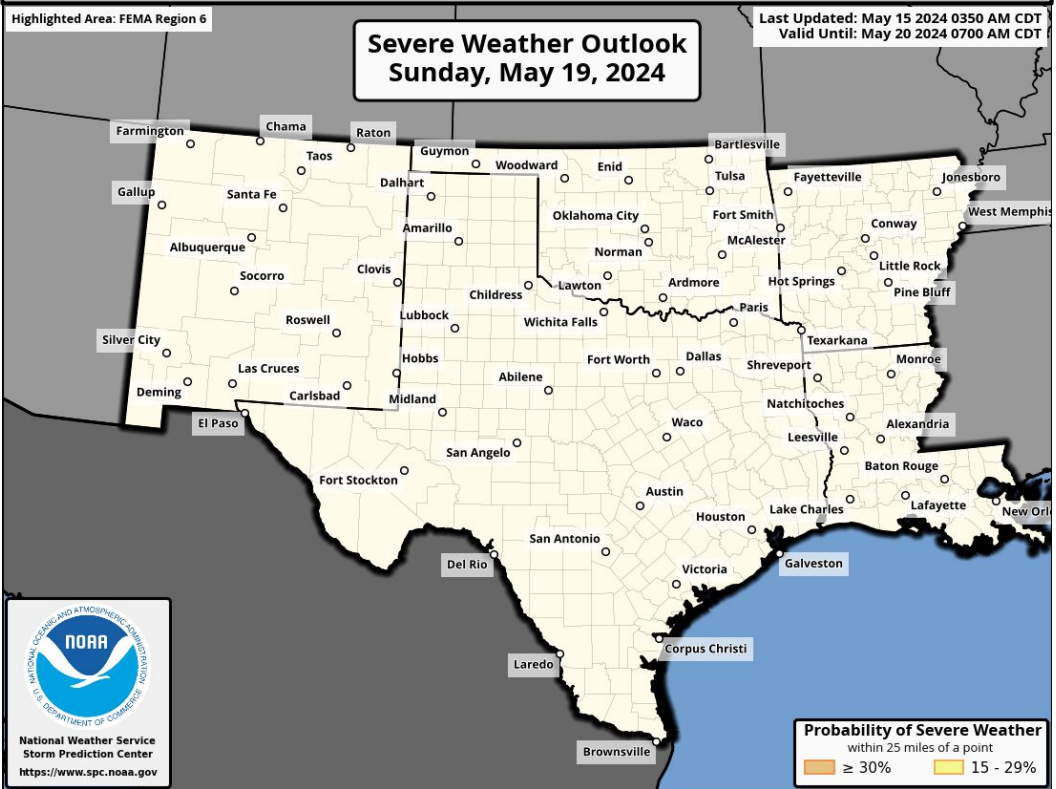 Highlighted Area: FEMA Region 6
Last Updated: May 15 2024 0350 AM CDT
Valid Until: May 20 2024 0700 AM CDT
Severe Weather Outlook
Sunday, May 19, 2024
Farmington
Chama
Raton
Taos
Guymon
Woodward
Enid
Bartlesville
Tulsa
Fayetteville
Jonesboro
Gallup
Santa Fe
Dalhart
Oklahoma City
Fort Smith
West Memphis
Albuquerque
Amarillo
Norman
McAlester
Conway
Socorro
Clovis
Childress
Lawton
Ardmore
Hot Springs
Little Rock
Pine Bluff
Roswell
Lubbock
Wichita Falls
Paris
Texarkana
Silver City
Hobbs
Fort Worth
Dallas
Shreveport
Monroe
Deming
Las Cruces
Carlsbad
Midland
Abilene
Natchitoches
El Paso
San Angelo
Waco
Leesville
Alexandria
Fort Stockton
Baton Rouge
Austin
Houston
Lake Charles
Lafayette
New Orl
Del Rio
San Antonio
Victoria
Galveston
Laredo
Corpus Christi
Brownsville
NATIONAL OCEANIC AND ATMOSPHERIC ADMINISTRATION
NOAA
U.S. DEPARTMENT OF COMMERCE
National Weather Service
Storm Prediction Center
https://www.spc.noaa.gov
Probability of Severe Weather
within 25 miles of a point
≥ 30%
15 - 29%